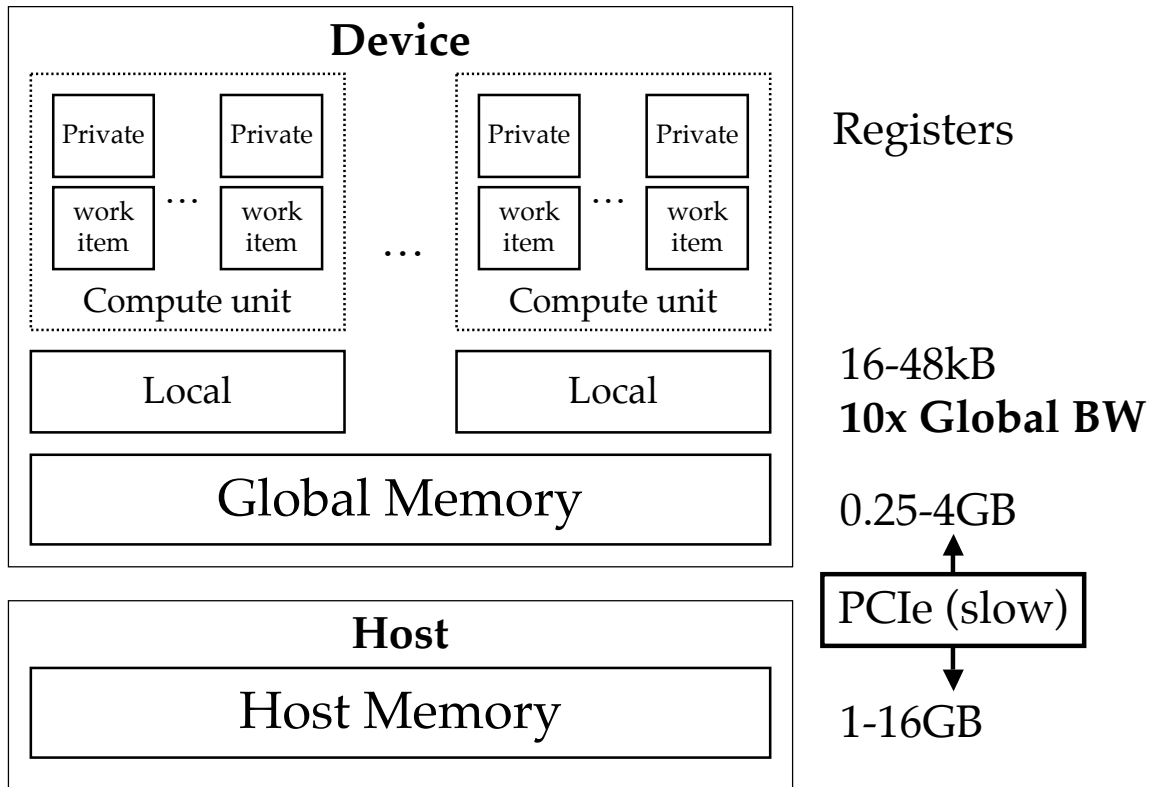 Device
Private
Private
Private
Private
Registers
...
...
work
item
work
item
work
item
work
item
...
Compute unit
Compute unit
Local
Local
16-48kB
10x Global BW
Global Memory
0.25-4GB
PCIe (slow)
Host
Host Memory
1-16GB